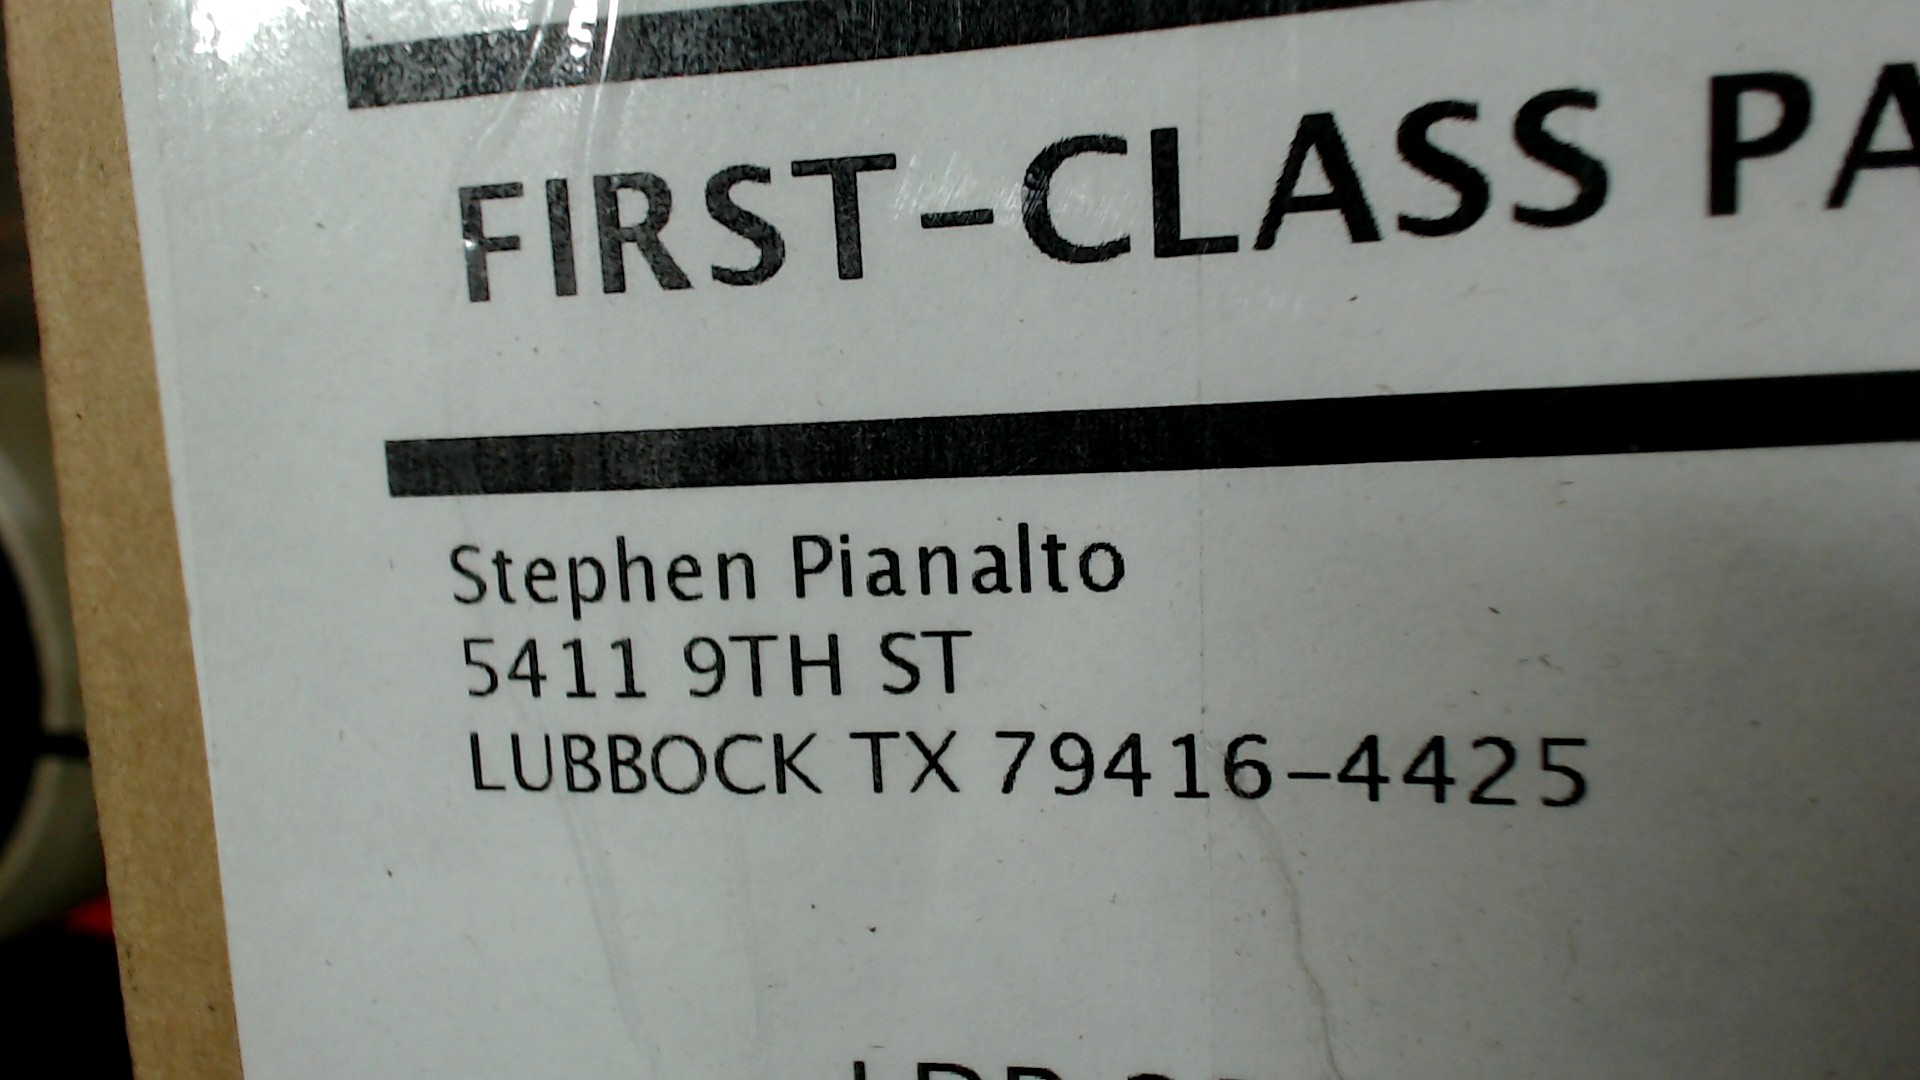 FIRST-CLASS PA
Stephen Pianalto
5411 9TH ST
LUBBOCK TX 79416-4425